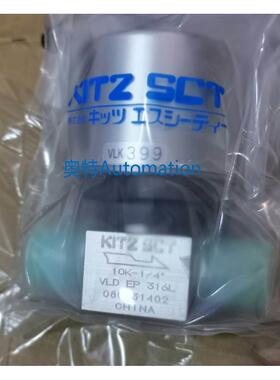 KITZ SCT
株式会社 キッツ エスシーティー
VLK399
奥特Automation
KITZ SCT
10K-1/4"
VLD EP 316L
CHINA